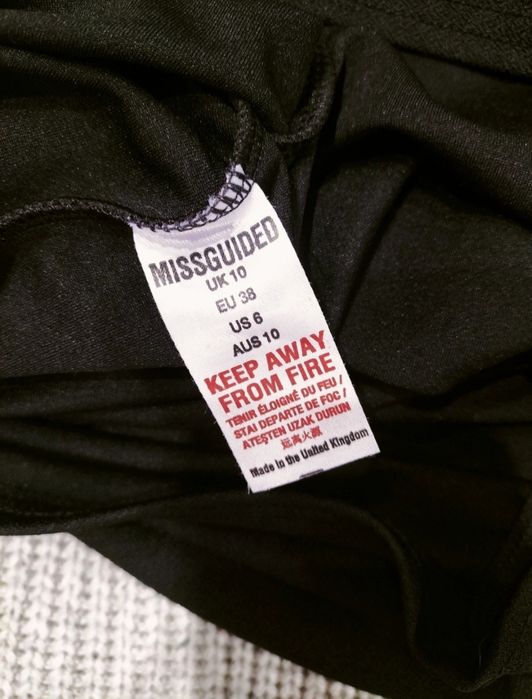 MISSGUIDED
UK 10
EU 38
US 6
AUS 10
KEEP AWAY
FROM FIRE
TENIR ÉLOIGNÉ DU FEU /
STAI DEPARTE DE FOC /
ATEŞTEN UZAK DURUN
远离火源
Made in the United Kingdom